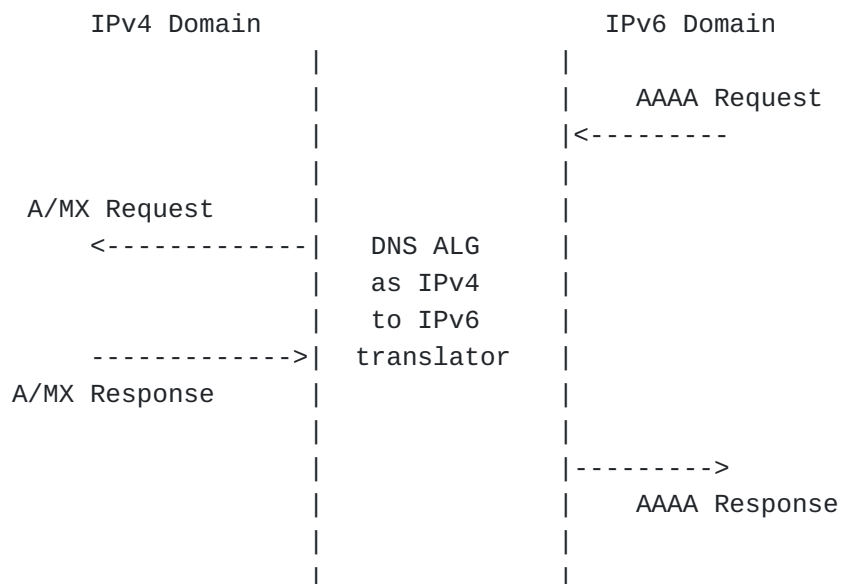 IPv4 Domain                      IPv6 Domain
              |               |
              |               |    AAAA Request
              |               |<---------
              |               |
A/MX Request  |               |
    <-------------|   DNS ALG     |
              |   as IPv4     |
              |   to IPv6     |
    ------------->|  translator   |
A/MX Response |               |
              |               |
              |               |--------->
              |               |    AAAA Response
              |               |
              |               |